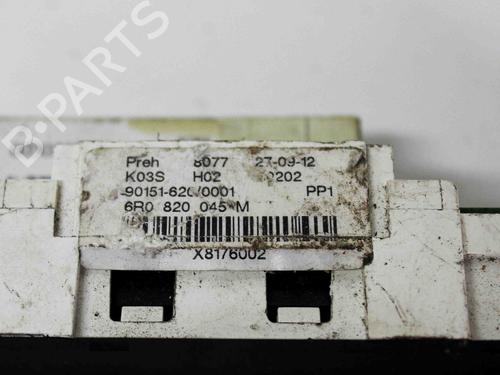 B-PARTS
Preh 8077 27-09-12
K03S H02 0202
90151-620/0001 PP1
6R0 820 045 M
X8176002